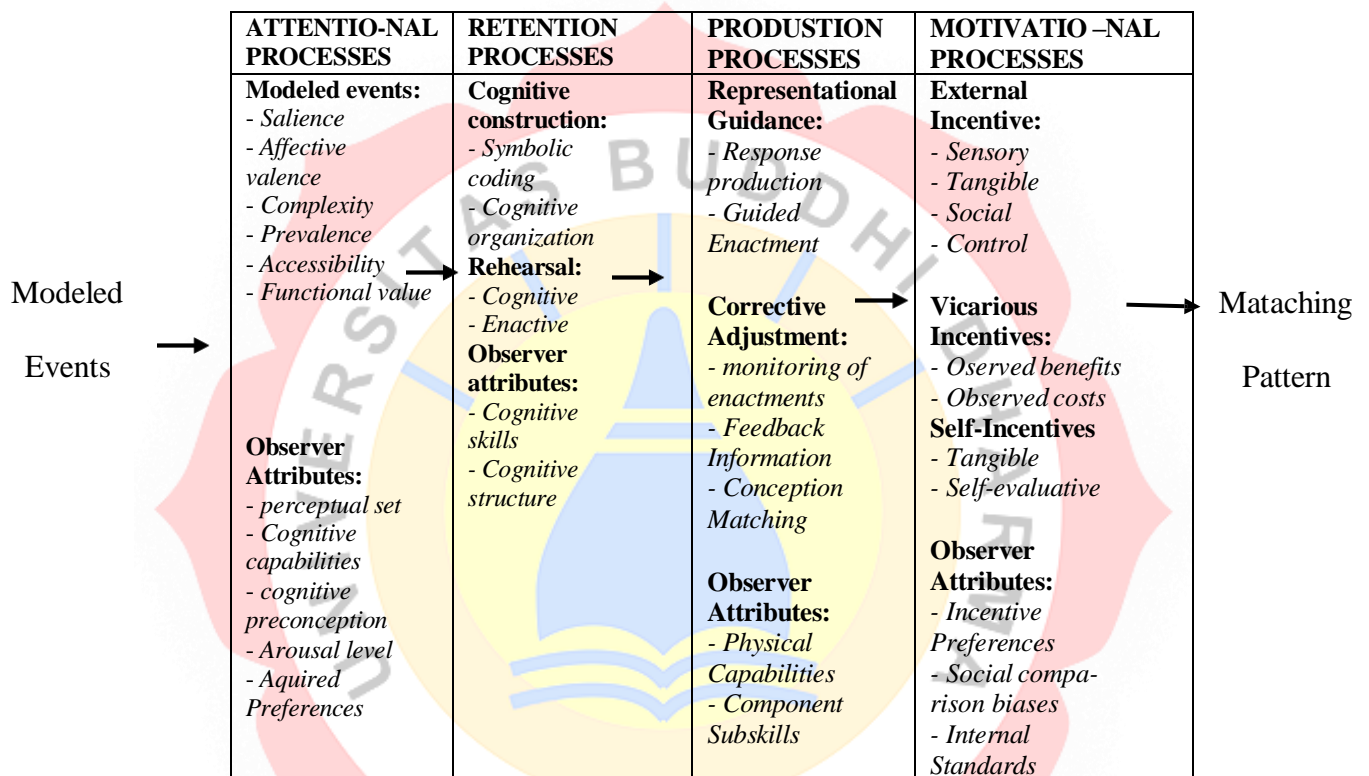 Modeled
Events
ATTENTIO-NAL
PROCESSES
Modeled events:
- Salience
- Affective
valence
- Complexity
- Prevalence
- Accessibility
- Functional value
Observer
Attributes:
- perceptual set
- Cognitive
capabilities
- cognitive
preconception
- Arousal level
- Aquired
Preferences
RETENTION
PROCESSES
Cognitive
construction:
- Symbolic
coding
- Cognitive
organization
Rehearsal:
- Cognitive
- Enactive
Observer
attributes:
- Cognitive
skills
- Cognitive
structure
PRODUSTION
PROCESSES
Representational
Guidance:
- Response
production
- Guided
Enactment
Corrective
Adjustment:
- monitoring of
enactments
- Feedback
Information
- Conception
Matching
Observer
Attributes:
- Physical
Capabilities
- Component
Subskills
MOTIVATIO –NAL
PROCESSES
External
Incentive:
- Sensory
- Tangible
- Social
- Control
Vicarious
Incentives:
- Oserved benefits
- Observed costs
Self-Incentives
- Tangible
- Self-evaluative
Observer
Attributes:
- Incentive
Preferences
- Social compa-
rison biases
- Internal
Standards
Mataching
Pattern
UNIVERSITAS BUDDHI DHARMA